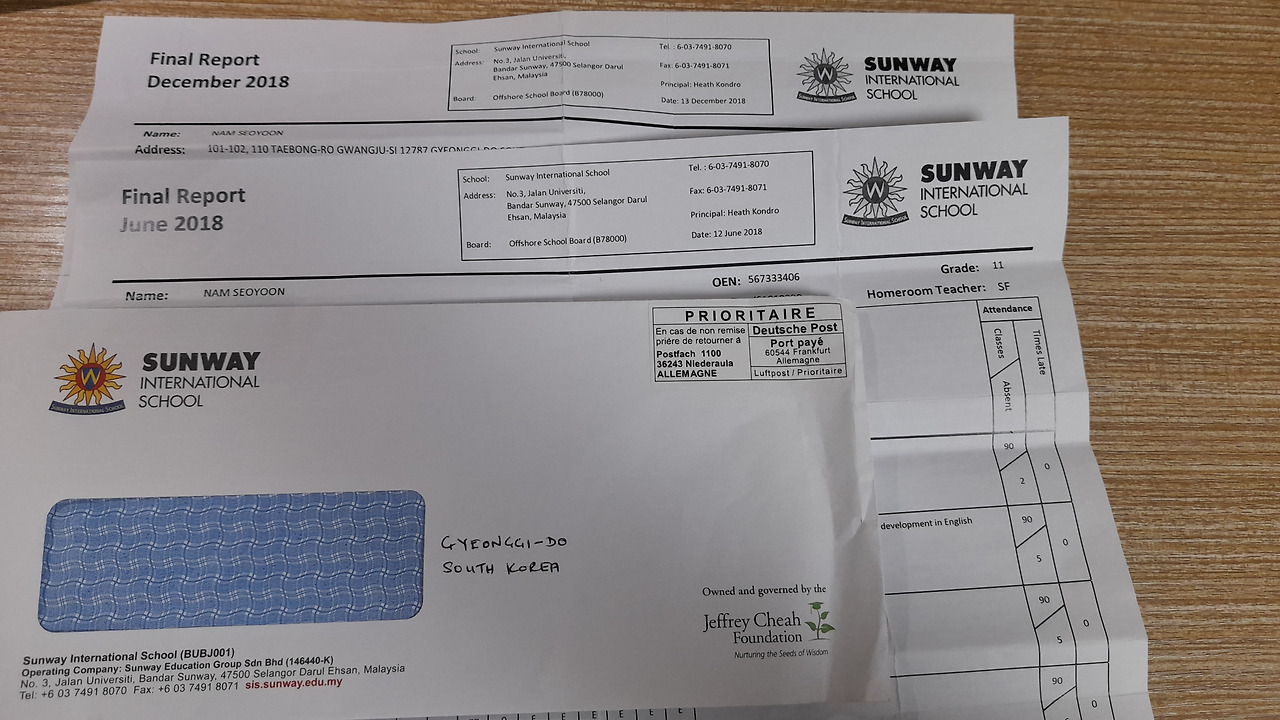 Final Report
December 2018
School: Sunway International School
Address: No.3, Jalan Universiti,
Bandar Sunway, 47500 Selangor Darul
Ehsan, Malaysia
Board: Offshore School Board (B78000)
Tel. : 6-03-7491-8070
Fax: 6-03-7491-8071
Principal: Heath Kondro
Date: 13 December 2018
SUNWAY INTERNATIONAL SCHOOL
SUNWAY
INTERNATIONAL
SCHOOL
Name: NAM SEOYOON
Address: 101-102, 110 TAEBONG-RO GWANGJU-SI 12787 GYEONGGI-DO
Final Report
June 2018
School: Sunway International School
Address: No.3, Jalan Universiti,
Bandar Sunway, 47500 Selangor Darul
Ehsan, Malaysia
Board: Offshore School Board (B78000)
Tel. : 6-03-7491-8070
Fax: 6-03-7491-8071
Principal: Heath Kondro
Date: 12 June 2018
SUNWAY INTERNATIONAL SCHOOL
SUNWAY
INTERNATIONAL
SCHOOL
Name: NAM SEOYOON
OEN: 567333406
Grade: 11
Homeroom Teacher: SF
Attendance
Classes
Absent
Times Late
90
2
0
development in English
90
5
0
90
5
0
90
0
SUNWAY INTERNATIONAL SCHOOL
SUNWAY
INTERNATIONAL
SCHOOL
PRIORITAIRE
En cas de non remise
prière de retourner à
Postfach 1100
36243 Niederaula
ALLEMAGNE
Deutsche Post
Port payé
60544 Frankfurt
Allemagne
Luftpost / Prioritaire
GYEONGGI-DO
SOUTH KOREA
Owned and governed by the
Jeffrey Cheah
Foundation
Nurturing the Seeds of Wisdom
Sunway International School (BUBJ001)
Operating Company: Sunway Education Group Sdn Bhd (146440-K)
No. 3, Jalan Universiti, Bandar Sunway, 47500 Selangor Darul Ehsan, Malaysia
Tel: +6 03 7491 8070 Fax: +6 03 7491 8071 sis.sunway.edu.my